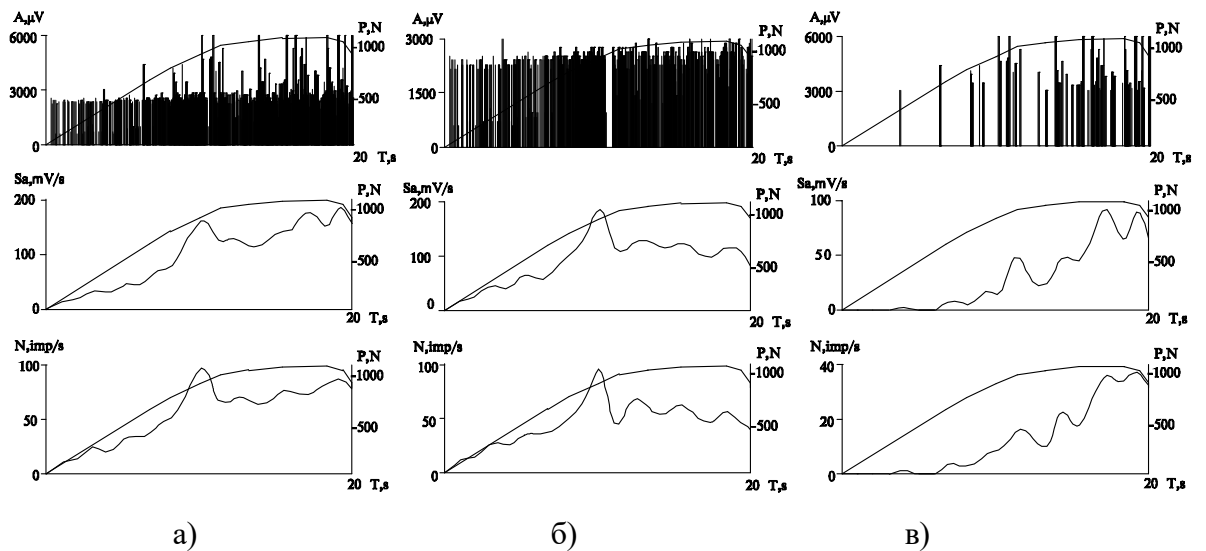 A,µV P,N A,µV P,N A,µV P,N
6000 1000 3000 1000 6000 1000
3000 500 1500 500 3000 500
0 0 0
20 T,s 20 T,s 20 T,s
Sa,mV/s P,N Sa,mV/s P,N Sa,mV/s P,N
200 1000 200 1000 100 1000
100 500 100 500 50 500
0 0 0
20 T,s 20 T,s 20 T,s
N,imp/s P,N N,imp/s P,N N,imp/s P,N
100 1000 100 1000 40 1000
50 500 50 500 20 500
0 0 0
20 T,s 20 T,s 20 T,s
а) б) в)